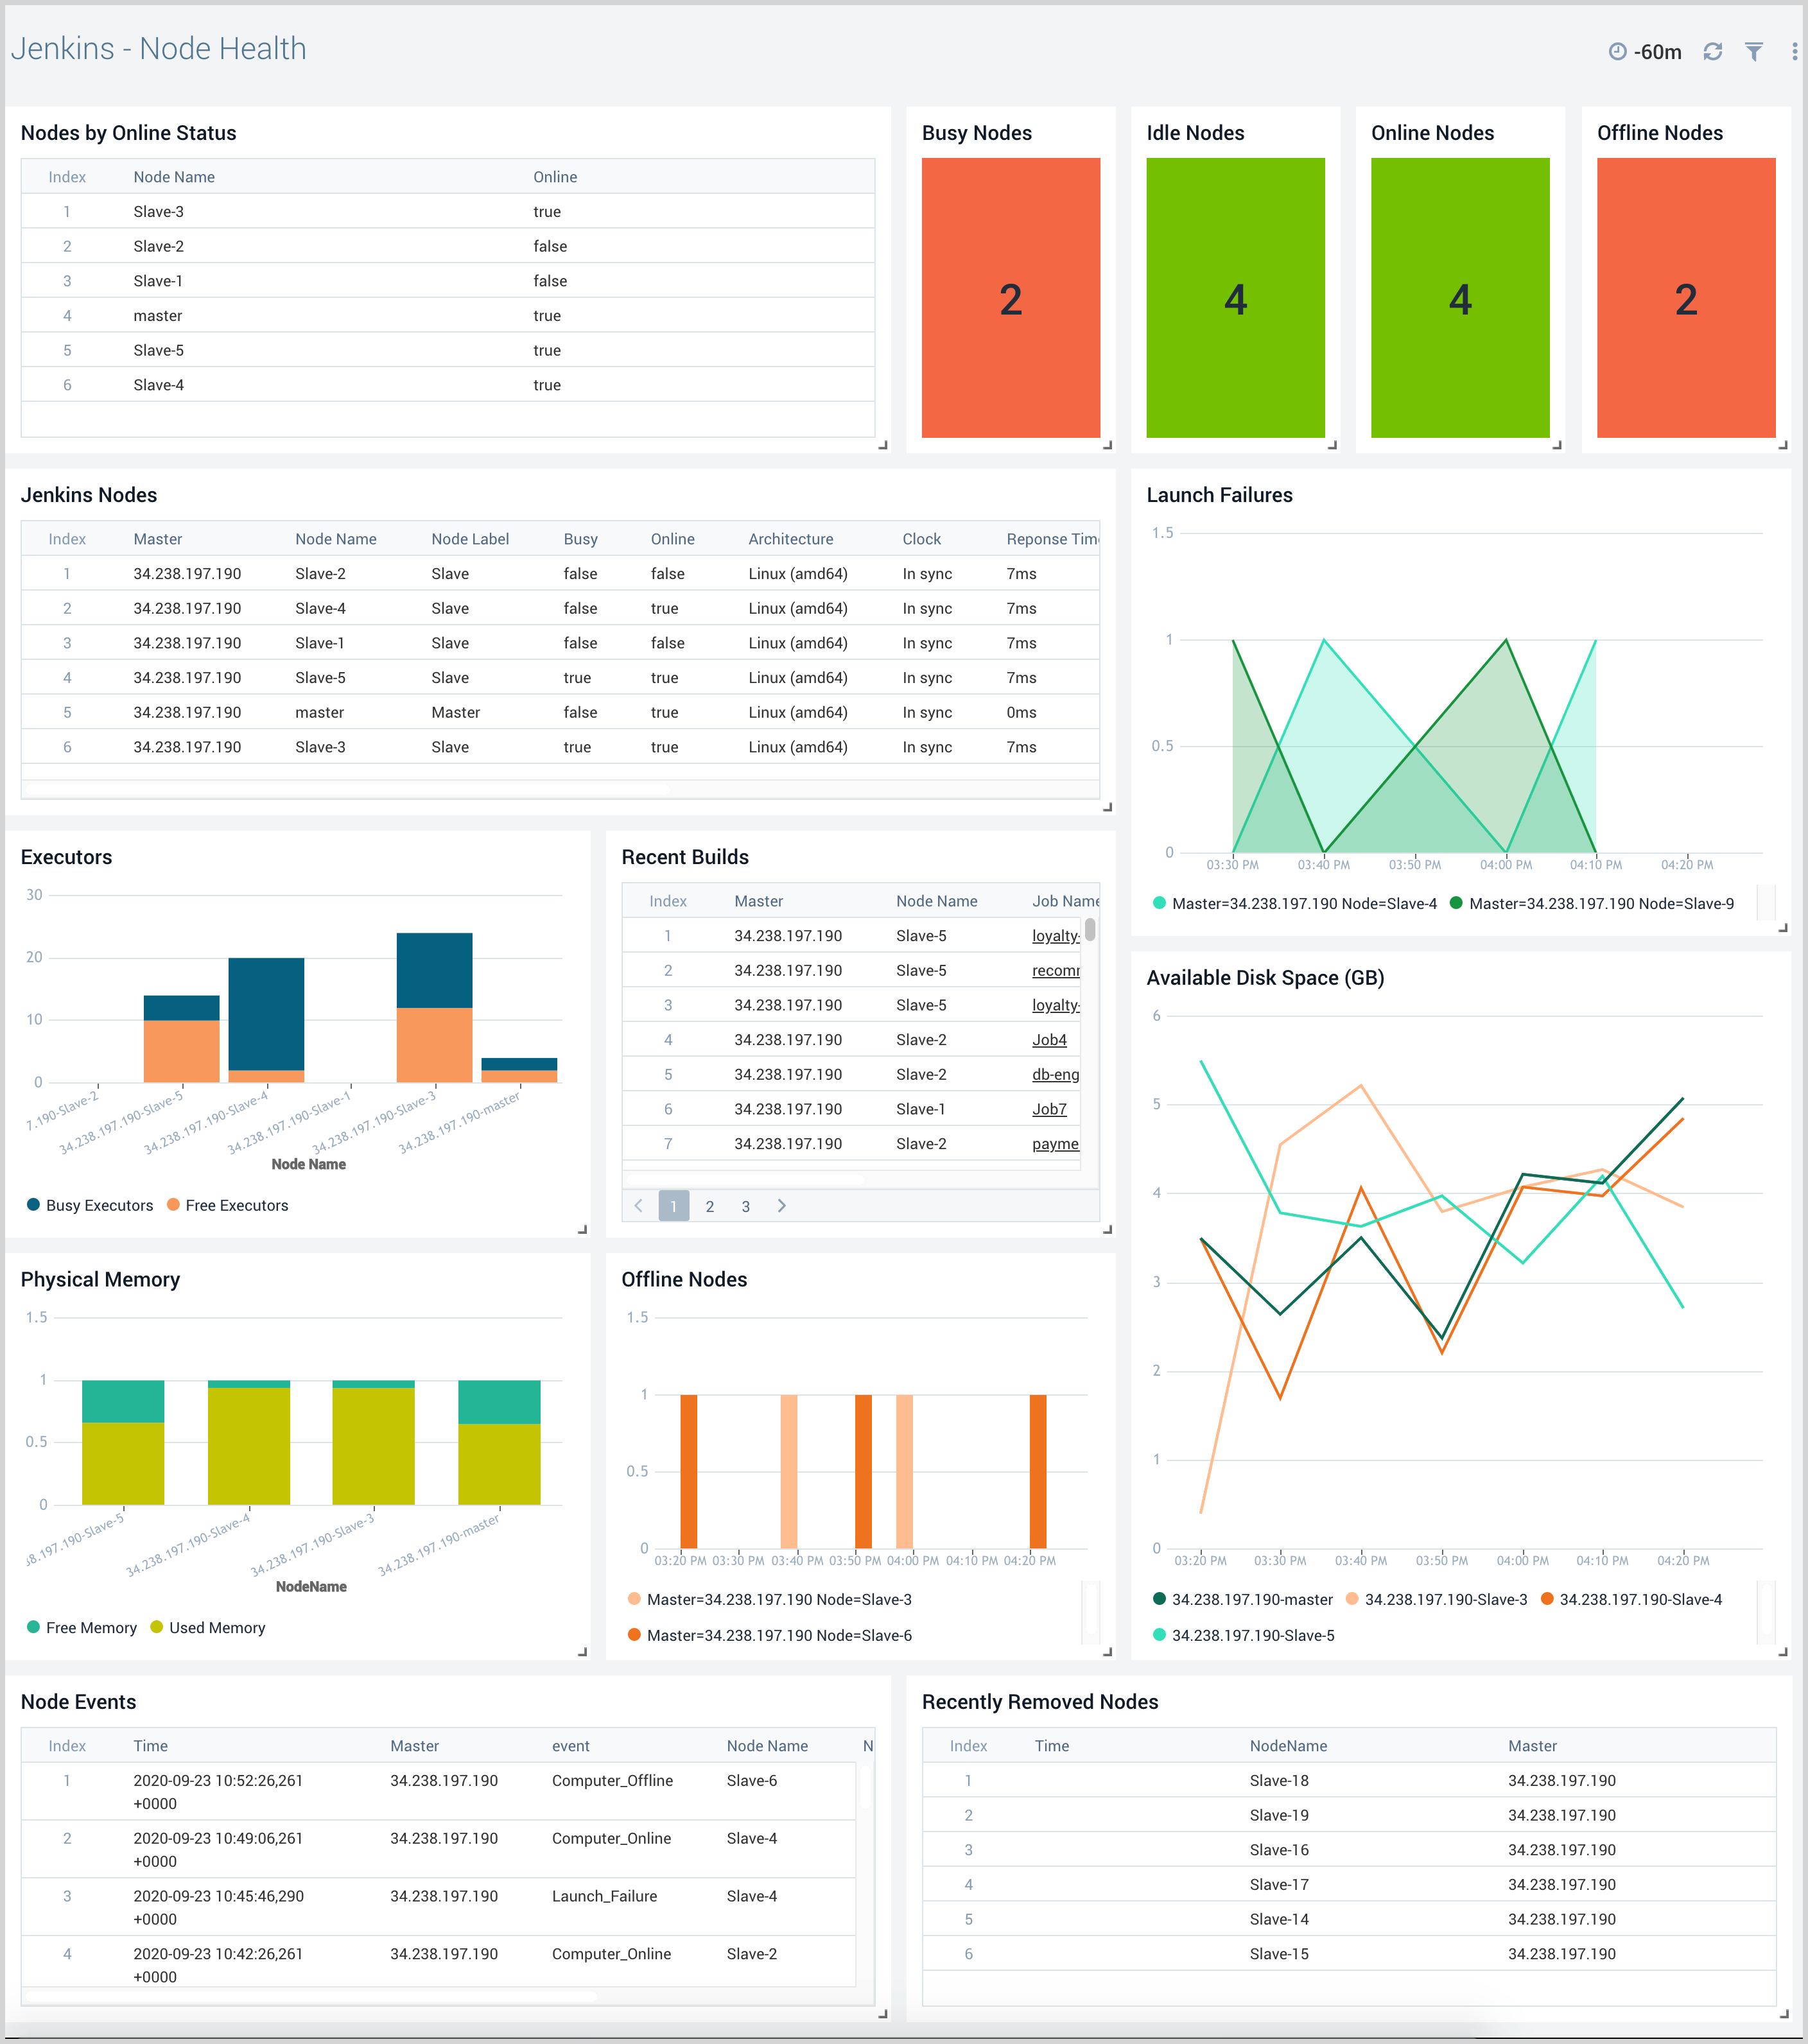 Jenkins - Node Health
-60m
Nodes by Online Status
Index Node Name Online
1 Slave-3 true
2 Slave-2 false
3 Slave-1 false
4 master true
5 Slave-5 true
6 Slave-4 true
Busy Nodes
2
Idle Nodes
4
Online Nodes
4
Offline Nodes
2
Jenkins Nodes
Index Master Node Name Node Label Busy Online Architecture Clock Reponse Tim
1 34.238.197.190 Slave-2 Slave false false Linux (amd64) In sync 7ms
2 34.238.197.190 Slave-4 Slave false true Linux (amd64) In sync 7ms
3 34.238.197.190 Slave-1 Slave false false Linux (amd64) In sync 7ms
4 34.238.197.190 Slave-5 Slave true true Linux (amd64) In sync 7ms
5 34.238.197.190 master Master false true Linux (amd64) In sync 0ms
6 34.238.197.190 Slave-3 Slave true true Linux (amd64) In sync 7ms
Launch Failures
1.5
1
0.5
0
03:30 PM 03:40 PM 03:50 PM 04:00 PM 04:10 PM 04:20 PM
Master=34.238.197.190 Node=Slave-4 Master=34.238.197.190 Node=Slave-9
Executors
30
20
10
0
7.190-Slave-2 34.238.197.190-Slave-5 34.238.197.190-Slave-4 34.238.197.190-Slave-1 34.238.197.190-Slave-3 34.238.197.190-master
Node Name
Busy Executors Free Executors
Recent Builds
Index Master Node Name Job Name
1 34.238.197.190 Slave-5 loyalty-
2 34.238.197.190 Slave-5 recom
3 34.238.197.190 Slave-5 loyalty-
4 34.238.197.190 Slave-2 Job4
5 34.238.197.190 Slave-2 db-eng
6 34.238.197.190 Slave-1 Job7
7 34.238.197.190 Slave-2 payme
1 2 3
Available Disk Space (GB)
6
5
4
3
2
1
0
03:20 PM 03:30 PM 03:40 PM 03:50 PM 04:00 PM 04:10 PM 04:20 PM
34.238.197.190-master 34.238.197.190-Slave-3 34.238.197.190-Slave-4
34.238.197.190-Slave-5
Physical Memory
1.5
1
0.5
0
8.197.190-Slave-5 34.238.197.190-Slave-4 34.238.197.190-Slave-3 34.238.197.190-master
NodeName
Free Memory Used Memory
Offline Nodes
1.5
1
0.5
0
03:20 PM 03:30 PM 03:40 PM 03:50 PM 04:00 PM 04:10 PM 04:20 PM
Master=34.238.197.190 Node=Slave-3
Master=34.238.197.190 Node=Slave-6
Node Events
Index Time Master event Node Name N
1 2020-09-23 10:52:26,261 34.238.197.190 Computer_Offline Slave-6
+0000
2 2020-09-23 10:49:06,261 34.238.197.190 Computer_Online Slave-4
+0000
3 2020-09-23 10:45:46,290 34.238.197.190 Launch_Failure Slave-4
+0000
4 2020-09-23 10:42:26,261 34.238.197.190 Computer_Online Slave-2
+0000
Recently Removed Nodes
Index Time NodeName Master
1 Slave-18 34.238.197.190
2 Slave-19 34.238.197.190
3 Slave-16 34.238.197.190
4 Slave-17 34.238.197.190
5 Slave-14 34.238.197.190
6 Slave-15 34.238.197.190